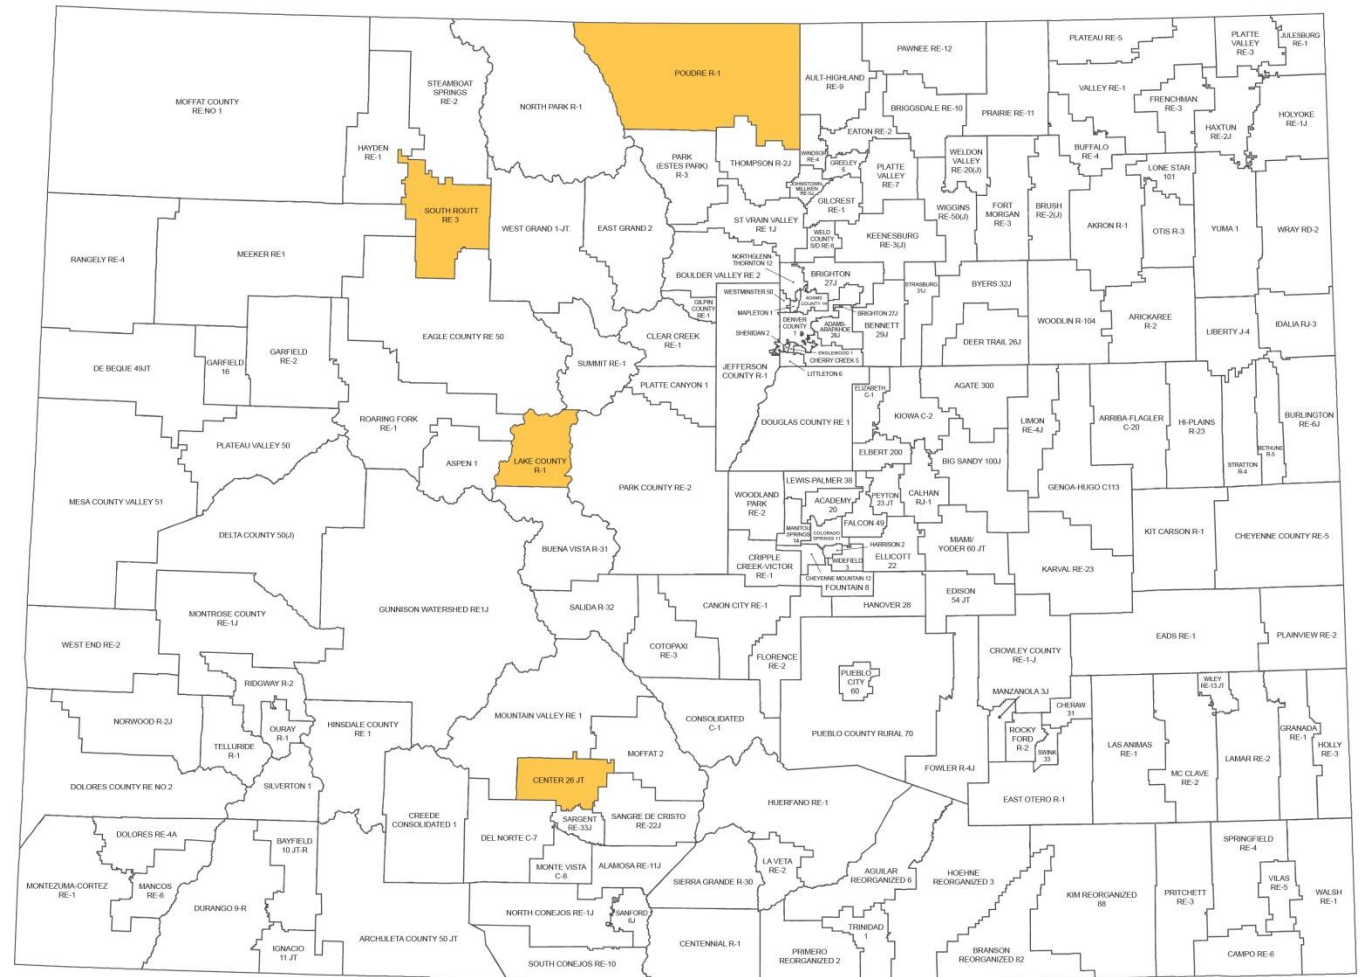 PLATEAU RE-5
PLATTE
VALLEY
RE-3
JULESBURG
RE-1
PAWNEE RE-12
POUDRE R-1
AULT-HIGHLAND
RE-9
STEAMBOAT
SPRINGS
RE-2
MOFFAT COUNTY
RE:NO 1
NORTH PARK R-1
VALLEY RE-1
FRENCHMAN
RE-3
BRIGGSDALE RE-10
PRAIRIE RE-11
HOLYOKE
RE-1J
HAXTUN
RE-2J
EATON RE-2
HAYDEN
RE-1
BUFFALO
RE-4
PARK
(ESTES PARK)
R-3
THOMPSON R-2J
WINDSOR
RE-4
GREELEY
6
PLATTE
VALLEY
RE-7
WELDON
VALLEY
RE-20(J)
LONE STAR
101
JOHNSTOWN
MILLIKEN
RE-5J
GILCREST
RE-1
WIGGINS
RE-50(J)
FORT
MORGAN
RE-3
BRUSH
RE-2(J)
AKRON R-1
OTIS R-3
YUMA 1
WRAY RD-2
SOUTH ROUTT
RE 3
WEST GRAND 1-JT.
EAST GRAND 2
ST VRAIN VALLEY
RE 1J
WELD
COUNTY
S/D RE-8
KEENESBURG
RE-3(J)
RANGELY RE-4
MEEKER RE1
NORTHGLENN-
THORNTON 12
BOULDER VALLEY RE 2
BRIGHTON
27J
STRASBURG
31J
BYERS 32J
WESTMINSTER 50
ADAMS
COUNTY 14
GILPIN
COUNTY
RE-1
MAPLETON 1
BRIGHTON 27J
WOODLIN R-104
ARICKAREE
R-2
LIBERTY J-4
IDALIA RJ-3
DENVER
COUNTY
1
ADAMS-
ARAPAHOE
28J
BENNETT
29J
CLEAR CREEK
RE-1
SHERIDAN 2
EAGLE COUNTY RE 50
DEER TRAIL 26J
ENGLEWOOD 1
CHERRY CREEK 5
GARFIELD
RE-2
GARFIELD
16
DE BEQUE 49JT
SUMMIT RE-1
JEFFERSON
COUNTY R-1
LITTLETON 6
PLATTE CANYON 1
ELIZABETH
C-1
AGATE 300
KIOWA C-2
ROARING FORK
RE-1
DOUGLAS COUNTY RE 1
LIMON
RE-4J
ARRIBA-FLAGLER
C-20
HI-PLAINS
R-23
BURLINGTON
RE-6J
PLATEAU VALLEY 50
ELBERT 200
BETHUNE
R-5
STRATTON
R-4
ASPEN 1
LAKE COUNTY
R-1
BIG SANDY 100J
LEWIS-PALMER 38
PARK COUNTY RE-2
GENOA-HUGO C113
WOODLAND
PARK
RE-2
ACADEMY
20
PEYTON
23 JT
CALHAN
RJ-1
MESA COUNTY VALLEY 51
FALCON 49
MANITOU
SPRINGS
14
COLORADO
SPRINGS 11
KIT CARSON R-1
CHEYENNE COUNTY RE-5
DELTA COUNTY 50(J)
BUENA VISTA R-31
HARRISON 2
MIAMI/
YODER 60 JT
CRIPPLE
CREEK-VICTOR
RE-1
WIDEFIELD
3
ELLICOTT
22
KARVAL RE-23
CHEYENNE MOUNTAIN 12
FOUNTAIN 8
EDISON
54 JT
HANOVER 28
MONTROSE COUNTY
RE-1J
GUNNISON WATERSHED RE1J
SALIDA R-32
CANON CITY RE-1
WEST END RE-2
EADS RE-1
PLAINVIEW RE-2
COTOPAXI
RE-3
FLORENCE
RE-2
CROWLEY COUNTY
RE-1-J
PUEBLO
CITY
60
RIDGWAY R-2
WILEY
RE-13 JT
MANZANOLA 3J
CHERAW
31
NORWOOD R-2J
OURAY
R-1
HINSDALE COUNTY
RE 1
MOUNTAIN VALLEY RE 1
CONSOLIDATED
C-1
PUEBLO COUNTY RURAL 70
ROCKY
FORD
R-2
GRANADA
RE-1
TELLURIDE
R-1
MOFFAT 2
SWINK
33
LAS ANIMAS
RE-1
LAMAR RE-2
HOLLY
RE-3
FOWLER R-4J
MC CLAVE
RE-2
CENTER 26 JT
DOLORES COUNTY RE NO.2
SILVERTON 1
EAST OTERO R-1
HUERFANO RE-1
CREEDE
CONSOLIDATED 1
SARGENT
RE-33J
SANGRE DE CRISTO
RE-22J
DOLORES RE-4A
BAYFIELD
10 JT-R
DEL NORTE C-7
SPRINGFIELD
RE-4
MONTE VISTA
C-8
ALAMOSA RE-11J
LA VETA
RE-2
AGUILAR
REORGANIZED 6
HOEHNE
REORGANIZED 3
MONTEZUMA-CORTEZ
RE-1
MANCOS
RE-6
SIERRA GRANDE R-30
KIM REORGANIZED
88
PRITCHETT
RE-3
VILAS
RE-5
WALSH
RE-1
DURANGO 9-R
NORTH CONEJOS RE-1J
SANFORD
6J
TRINIDAD
1
IGNACIO
11 JT
ARCHULETA COUNTY 50 JT
CENTENNIAL R-1
PRIMERO
REORGANIZED 2
BRANSON
REORGANIZED 82
CAMPO RE-6
SOUTH CONEJOS RE-10